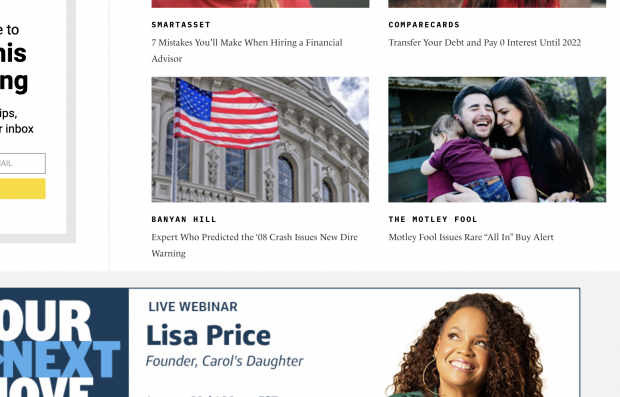 e to
his
ng
ips,
r inbox
AIL
SMARTASSET
7 Mistakes You'll Make When Hiring a Financial
Advisor
COMPARECARDS
Transfer Your Debt and Pay 0 Interest Until 2022
BANYAN HILL
Expert Who Predicted the '08 Crash Issues New Dire
Warning
THE MOTLEY FOOL
Motley Fool Issues Rare “All In” Buy Alert
OUR
NEXT
MOVE
LIVE WEBINAR
Lisa Price
Founder, Carol's Daughter